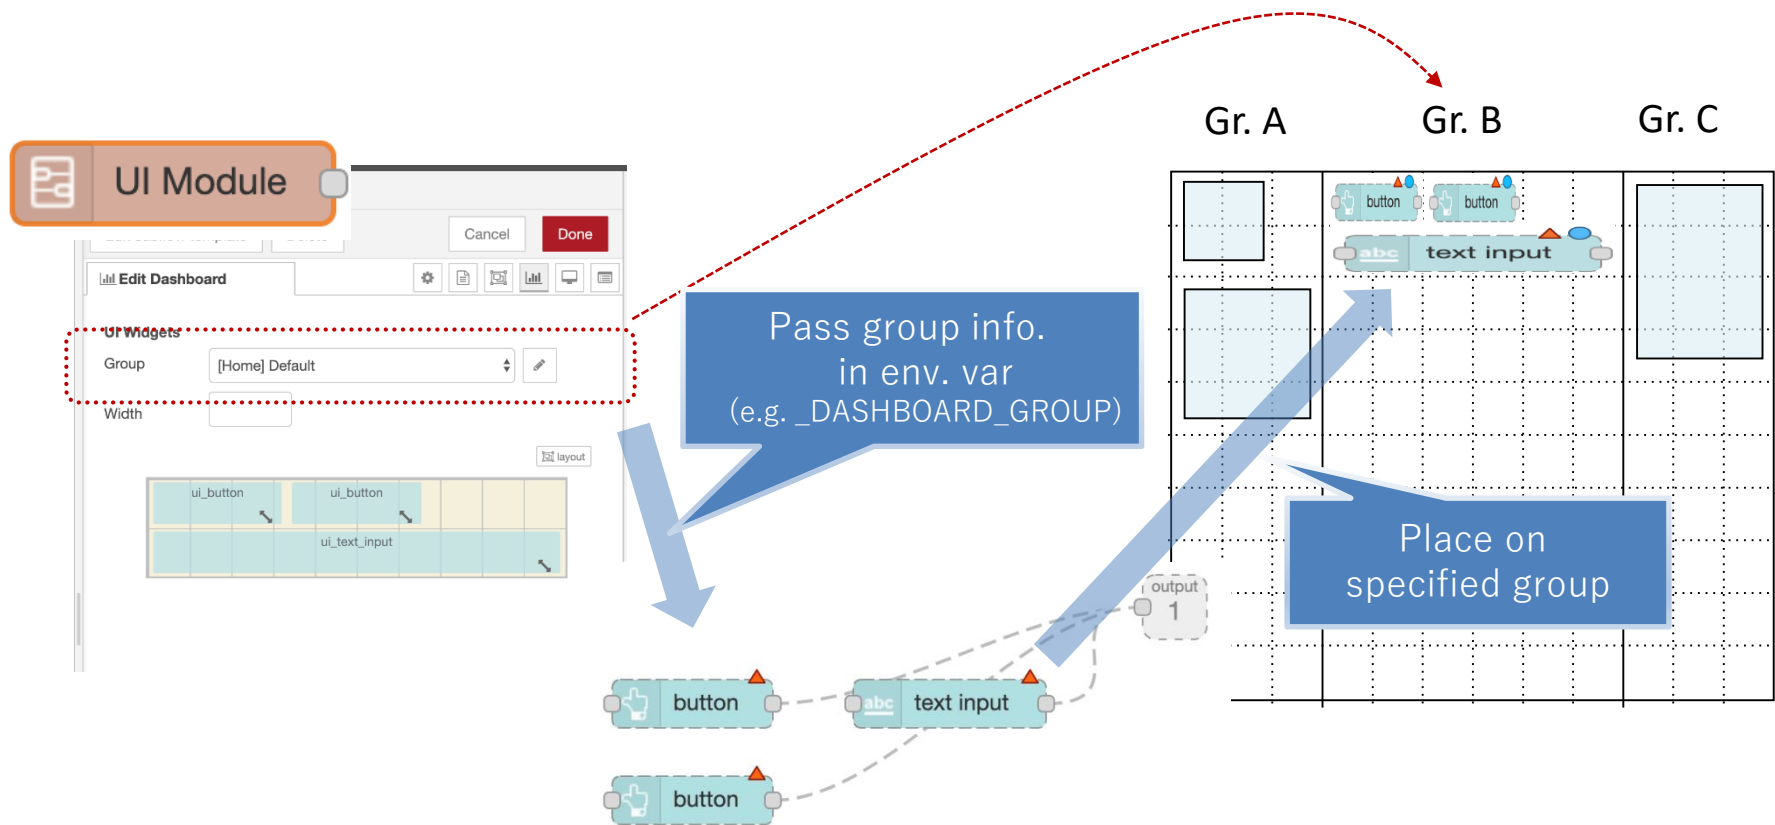 UI Module
Cancel
Done
Edit Dashboard
UI Widgets
Group
[Home] Default
Width
layout
ui_button
ui_button
ui_text_input
Pass group info.
in env. var
(e.g. _DASHBOARD_GROUP)
Gr. A
Gr. B
Gr. C
button
button
abc
text input
Place on
specified group
output
1
button
abc
text input
button